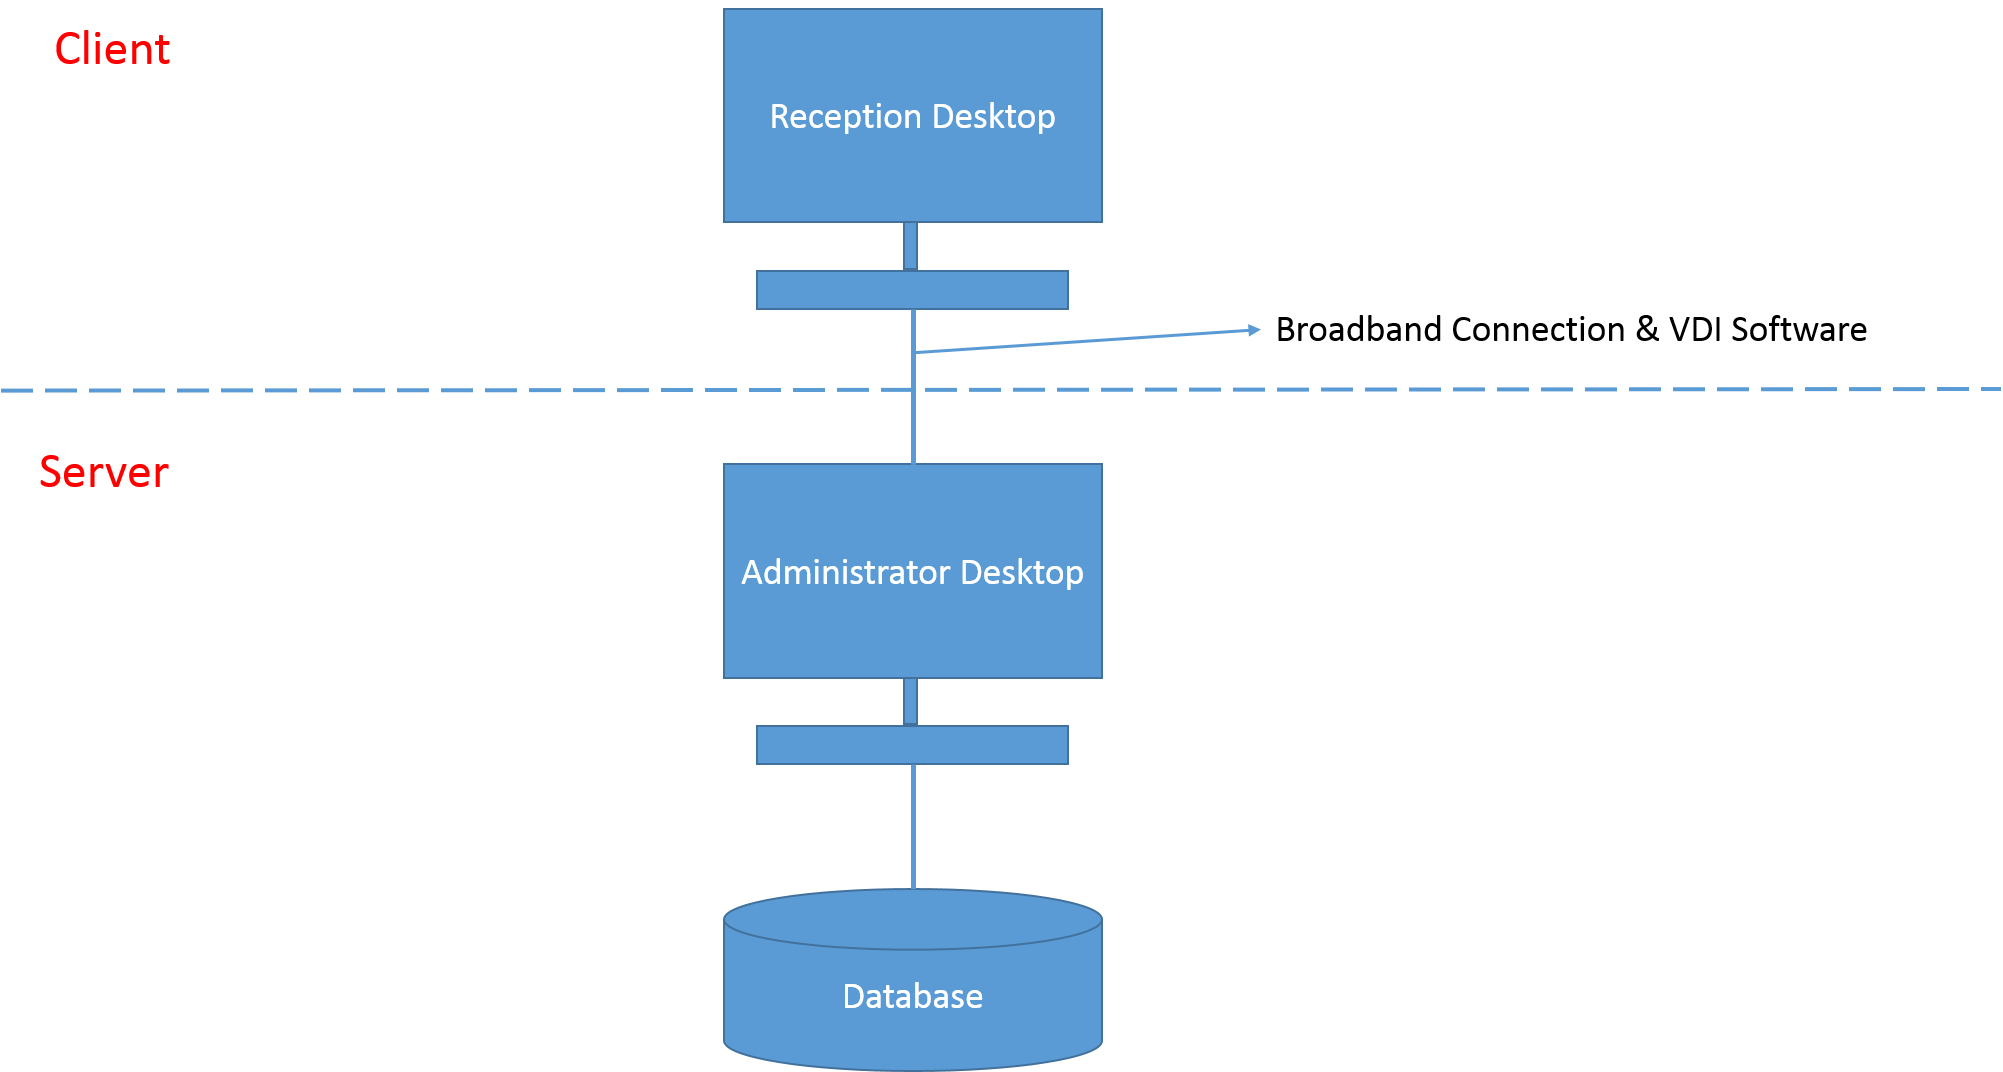 Client
Reception Desktop
Broadband Connection & VDI Software
Server
Administrator Desktop
Database